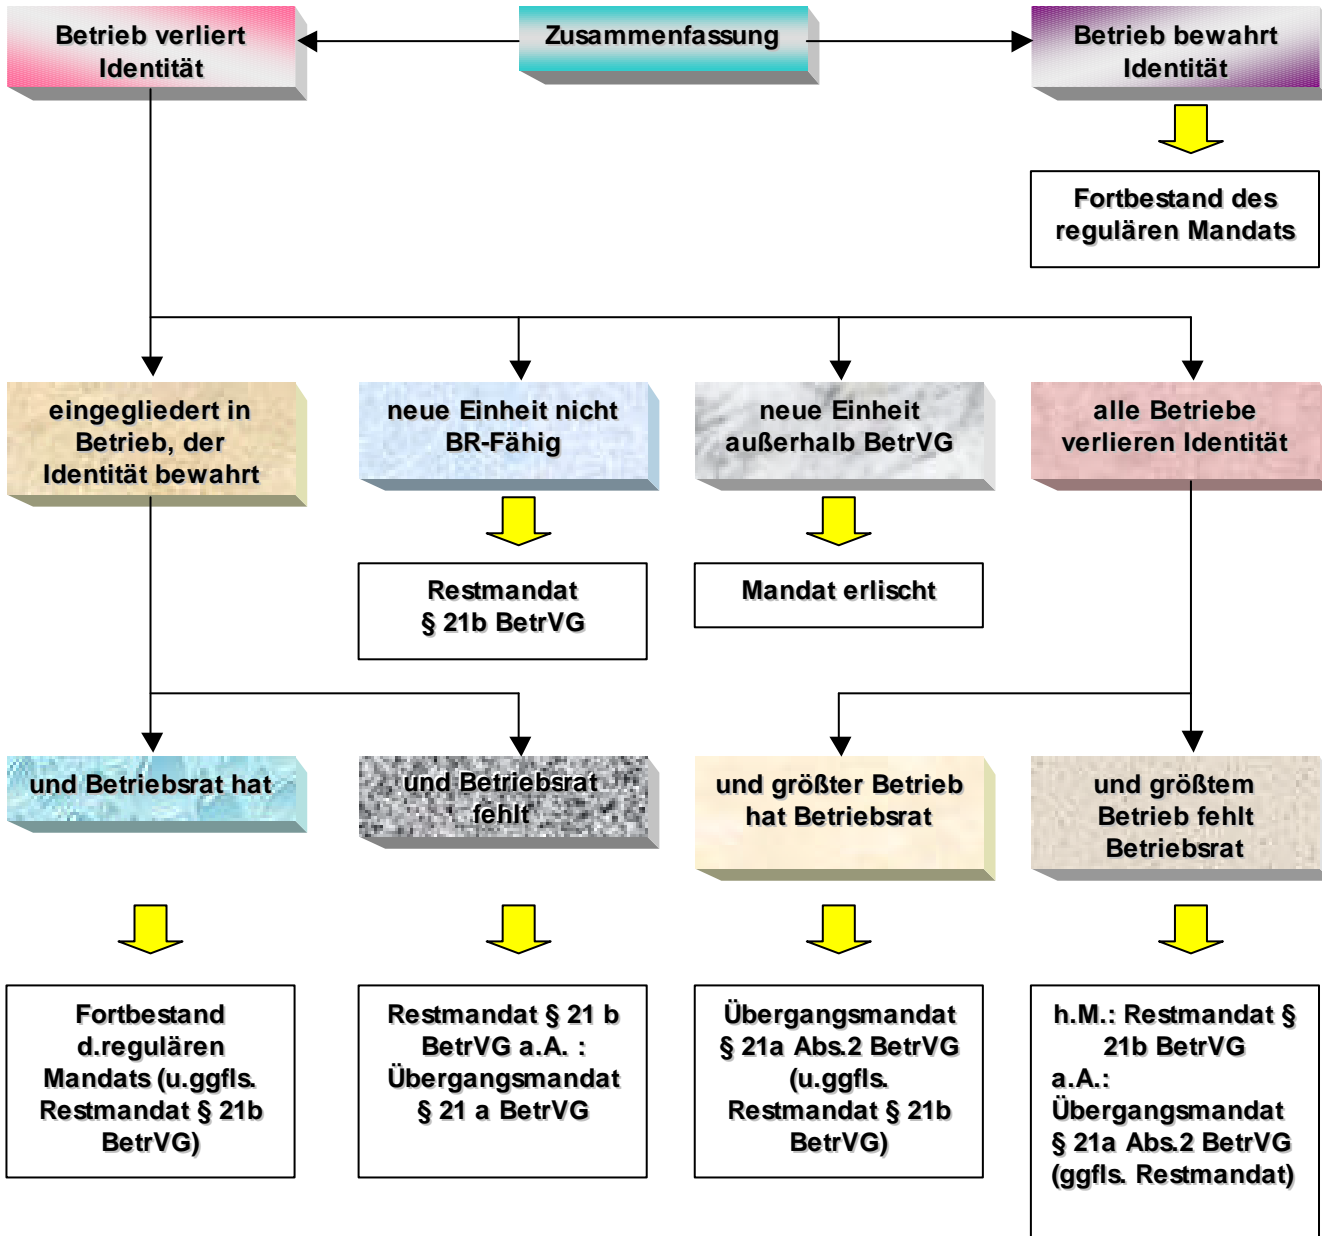 Betrieb verliert
Identität
Zusammenfassung
Betrieb bewahrt
Identität
Fortbestand des
regulären Mandats
eingegliedert in
Betrieb, der
Identität bewahrt
neue Einheit nicht
BR-Fähig
neue Einheit
außerhalb BetrVG
alle Betriebe
verlieren Identität
Restmandat
§ 21b BetrVG
Mandat erlischt
und Betriebsrat hat
und Betriebsrat
fehlt
und größter Betrieb
hat Betriebsrat
und größtem
Betrieb fehlt
Betriebsrat
Fortbestand
d.regulären
Mandats (u.ggfls.
Restmandat § 21b
BetrVG)
Restmandat § 21 b
BetrVG a.A. :
Übergangsmandat
§ 21 a BetrVG
Übergangsmandat
§ 21a Abs.2 BetrVG
(u.ggfls.
Restmandat § 21b
BetrVG)
h.M.: Restmandat §
21b BetrVG
a.A.:
Übergangsmandat
§ 21a Abs.2 BetrVG
(ggfls. Restmandat)